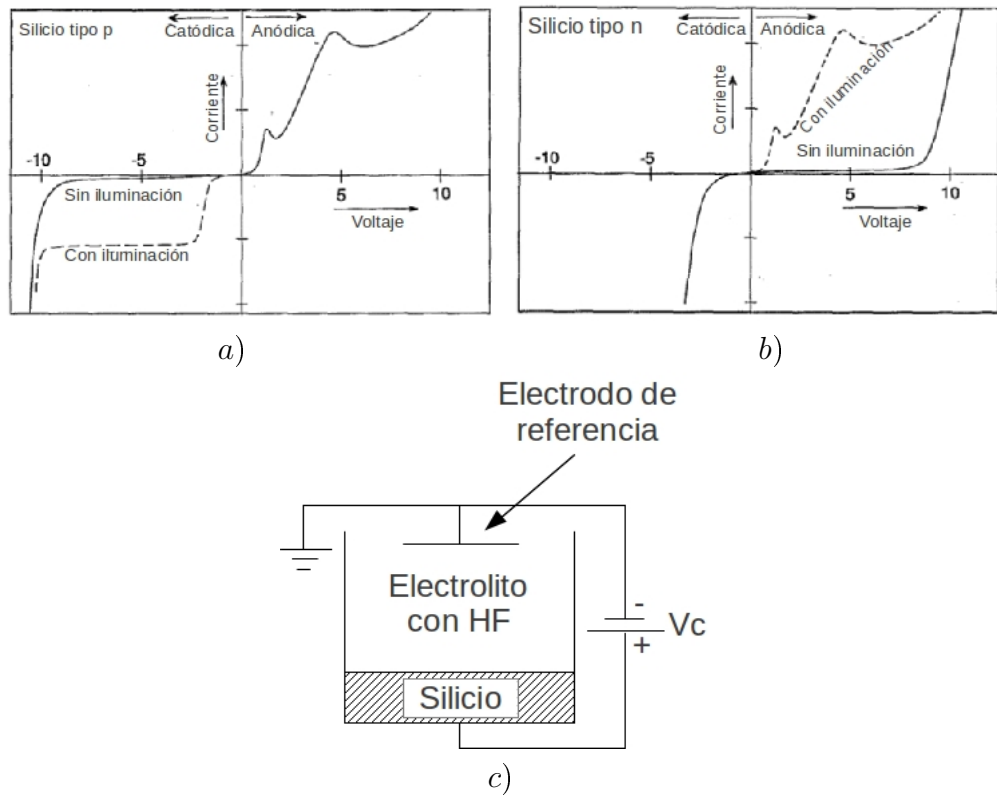 Silicio tipo p
Catódica
Anódica
Corriente
-10
-5
5
10
Sin iluminación
Voltaje
Con iluminación
a)
Silicio tipo n
Catódica
Anódica
Corriente
Con iluminación
Sin iluminación
-10
-5
5
10
Voltaje
b)
Electrodo de
referencia
Electrolito
con HF
-
Vc
+
Silicio
c)